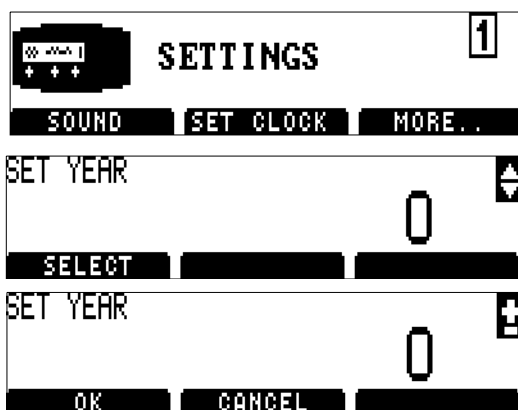 SETTINGS 1
SOUND SET CLOCK MORE..
SET YEAR
0
SELECT
SET YEAR
0
OK CANCEL